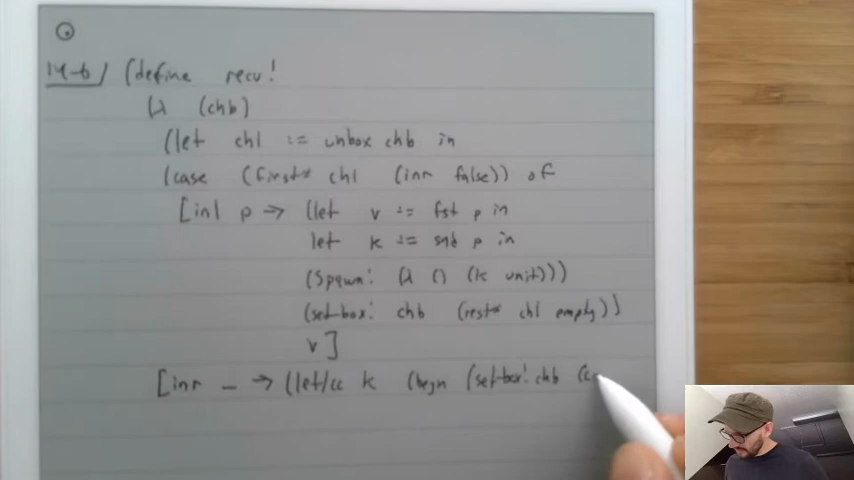 14-6/ (define recv!
(λ (chb)
(let chl := unbox chb in
(case (first* chl (inr false)) of
[inl p → (let v := fst p in
let k := snd p in
(spawn! (λ () (k unit)))
(set-box! chb (rest* chl empty))
v]
[inr _ → (let/cc k (begin (set-box! chb (co